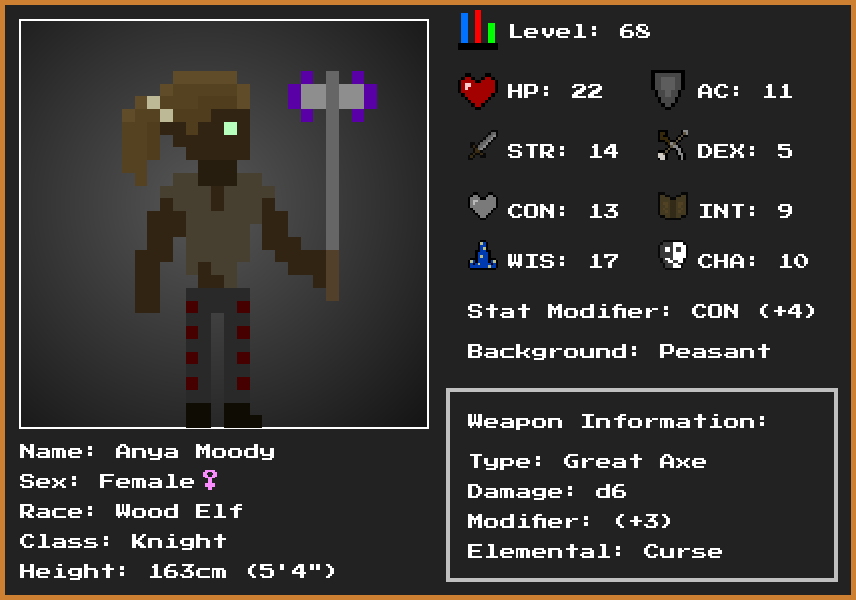 Level: 68
HP: 22
AC: 11
STR: 14
DEX: 5
CON: 13
INT: 9
WIS: 17
CHA: 10
Stat Modifier: CON (+4)
Background: Peasant
Weapon Information:
Type: Great Axe
Damage: d6
Modifier: (+3)
Elemental: Curse
Name: Anya Moody
Sex: Female♀
Race: Wood Elf
Class: Knight
Height: 163cm (5'4")